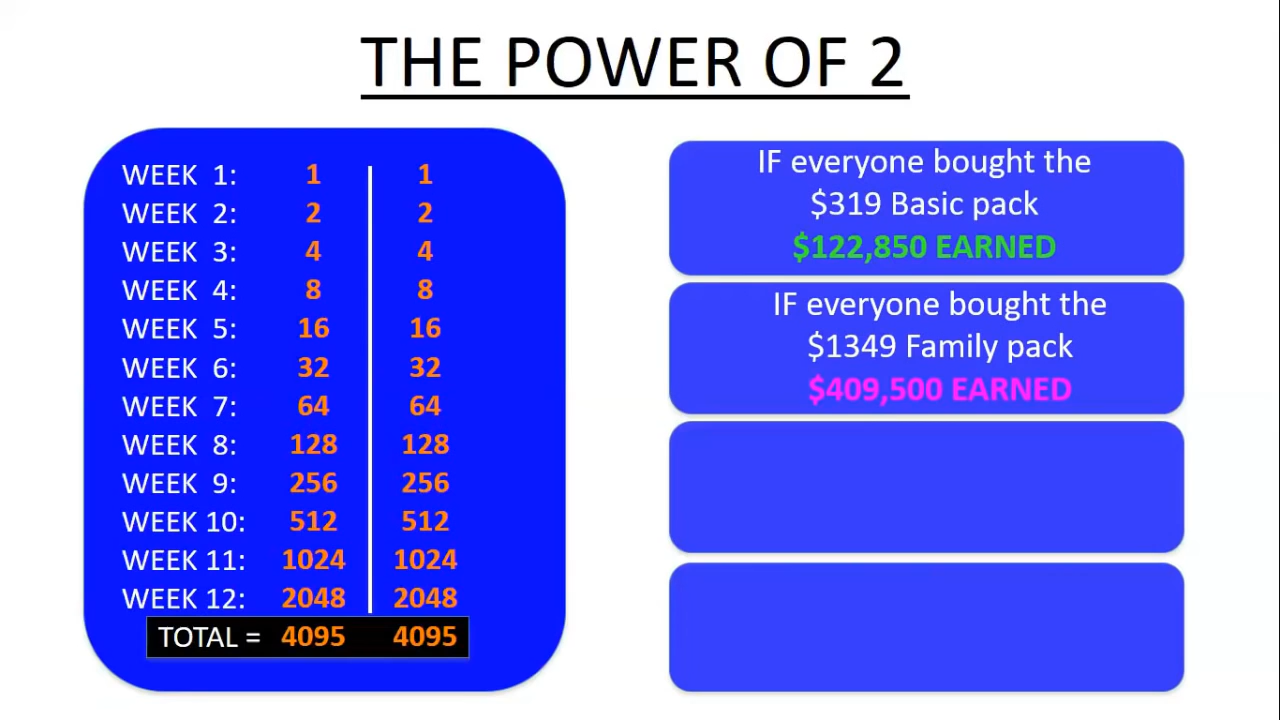 THE POWER OF 2
WEEK 1: 1 1
WEEK 2: 2 2
WEEK 3: 4 4
WEEK 4: 8 8
WEEK 5: 16 16
WEEK 6: 32 32
WEEK 7: 64 64
WEEK 8: 128 128
WEEK 9: 256 256
WEEK 10: 512 512
WEEK 11: 1024 1024
WEEK 12: 2048 2048
TOTAL = 4095 4095
IF everyone bought the
$319 Basic pack
$122,850 EARNED
IF everyone bought the
$1349 Family pack
$409,500 EARNED